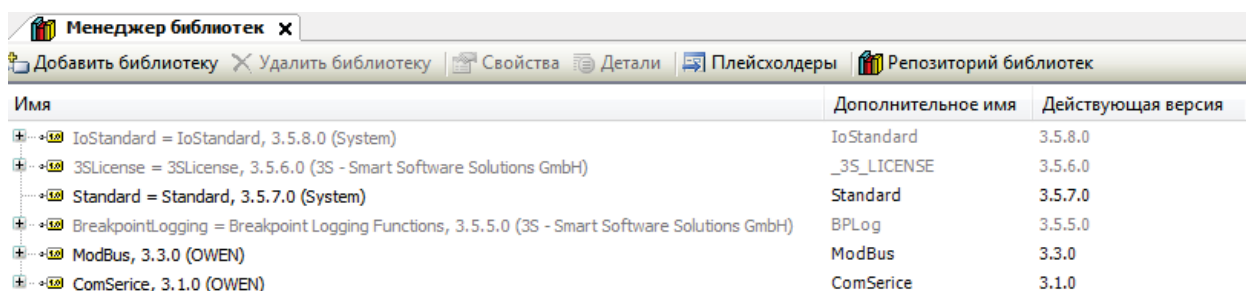 Менеджер библиотек
Добавить библиотеку Удалить библиотеку Свойства Детали Плейсхолдеры Репозиторий библиотек
Имя Дополнительное имя Действующая версия
IoStandard = IoStandard, 3.5.8.0 (System) IoStandard 3.5.8.0
3SLicense = 3SLicense, 3.5.6.0 (3S - Smart Software Solutions GmbH) _3S_LICENSE 3.5.6.0
Standard = Standard, 3.5.7.0 (System) Standard 3.5.7.0
BreakpointLogging = Breakpoint Logging Functions, 3.5.5.0 (3S - Smart Software Solutions GmbH) BPLog 3.5.5.0
ModBus, 3.3.0 (OWEN) ModBus 3.3.0
ComSerice, 3.1.0 (OWEN) ComSerice 3.1.0